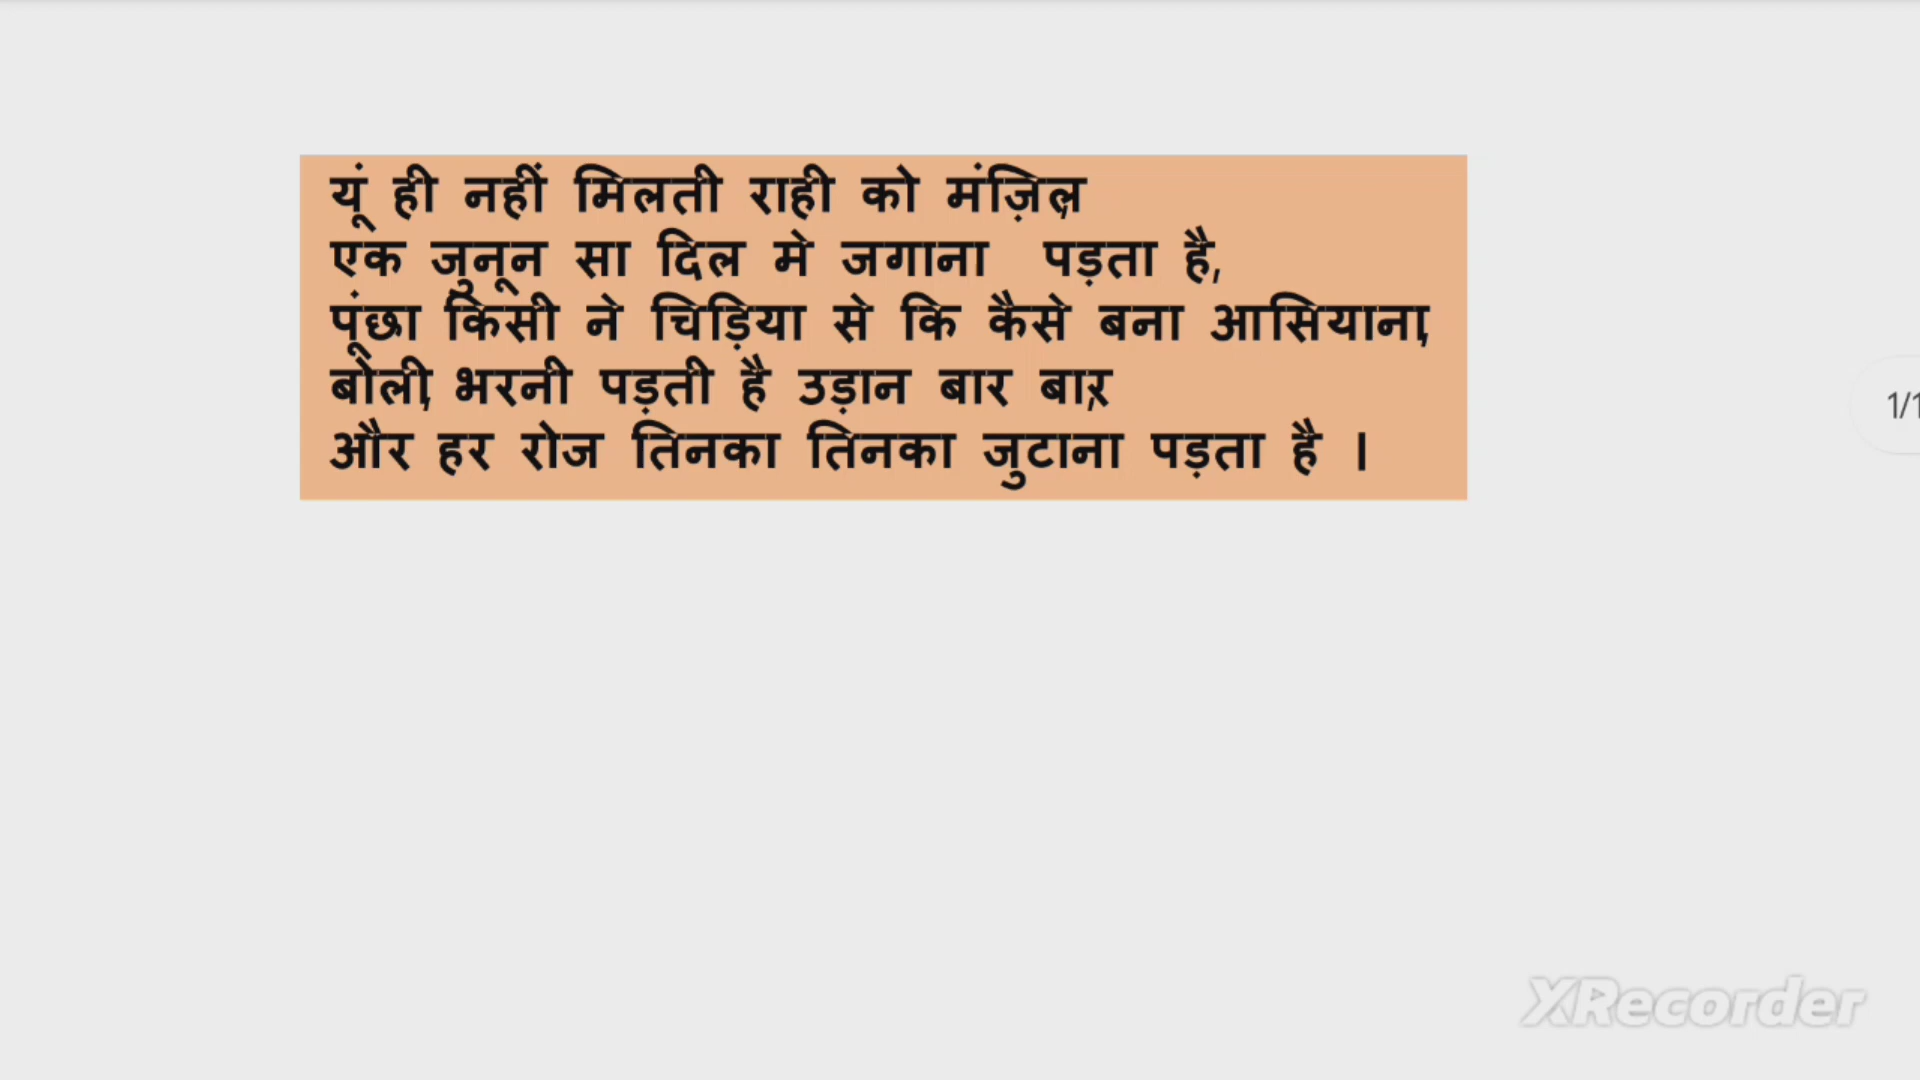 यूं ही नहीं मिलती राही को मंज़िल,
एक जुनून सा दिल मे जगाना पड़ता है,
पूंछा किसी ने चिड़िया से कि कैसे बना आसियाना,
बोली, भरनी पड़ती है उड़ान बार बार,
और हर रोज तिनका तिनका जुटाना पड़ता है ।
1/1
XRecorder